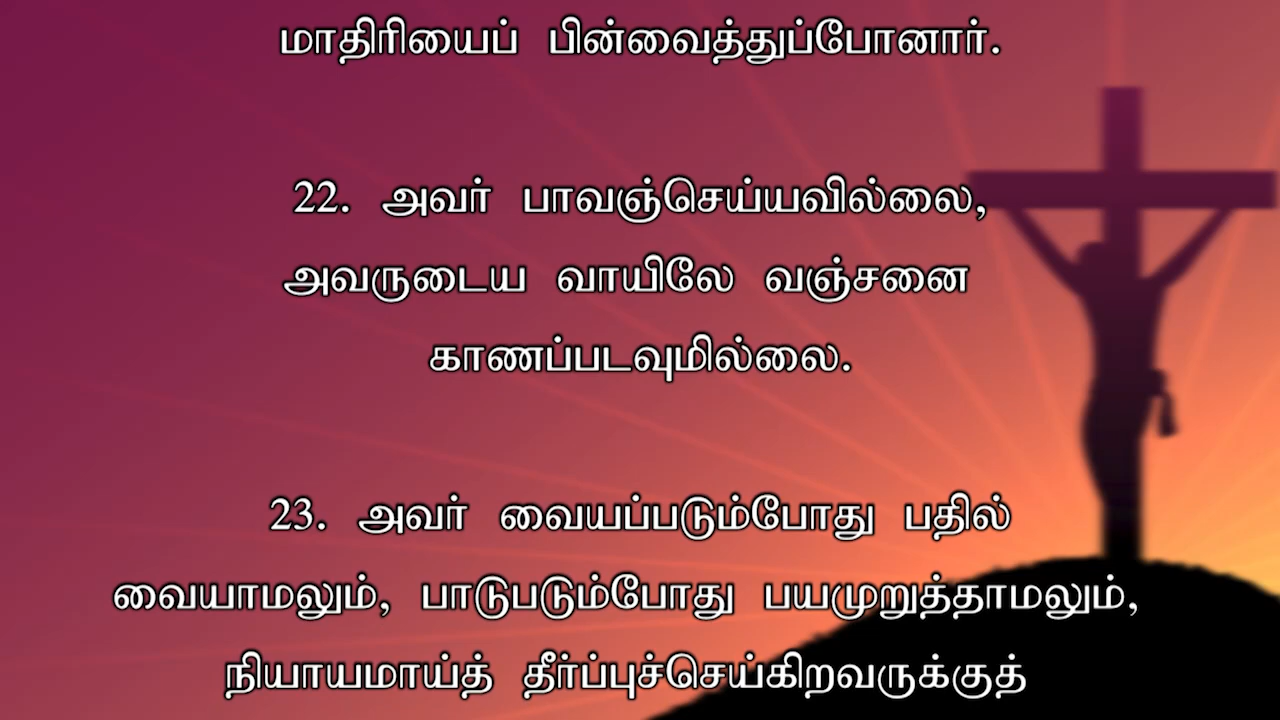 மாதிரியைப் பின்வைத்துப்போனார்.
22. அவர் பாவஞ்செய்யவில்லை,
அவருடைய வாயிலே வஞ்சனை
காணப்படவுமில்லை.
23. அவர் வையப்படும்போது பதில்
வையாமலும், பாடுபடும்போது பயமுறுத்தாமலும்,
நியாயமாய்த் தீர்ப்புச்செய்கிறவருக்குத்